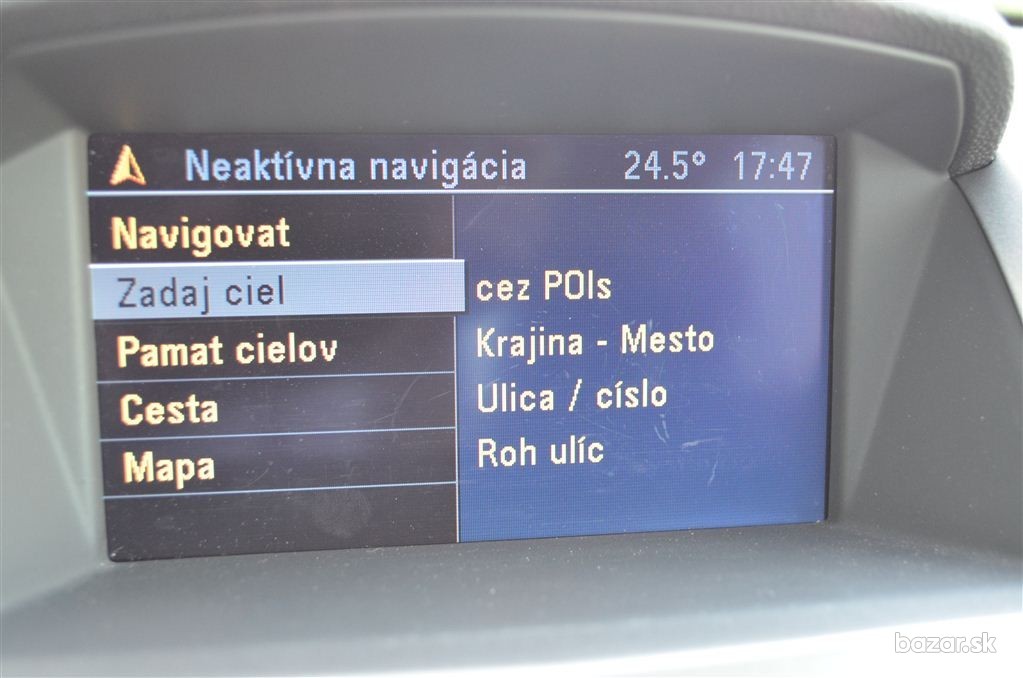 Neaktívna navigácia 24.5° 17:47
Navigovat
Zadaj ciel
Pamat cielov
Cesta
Mapa
cez POIs
Krajina - Mesto
Ulica / císlo
Roh ulíc
bazar.sk